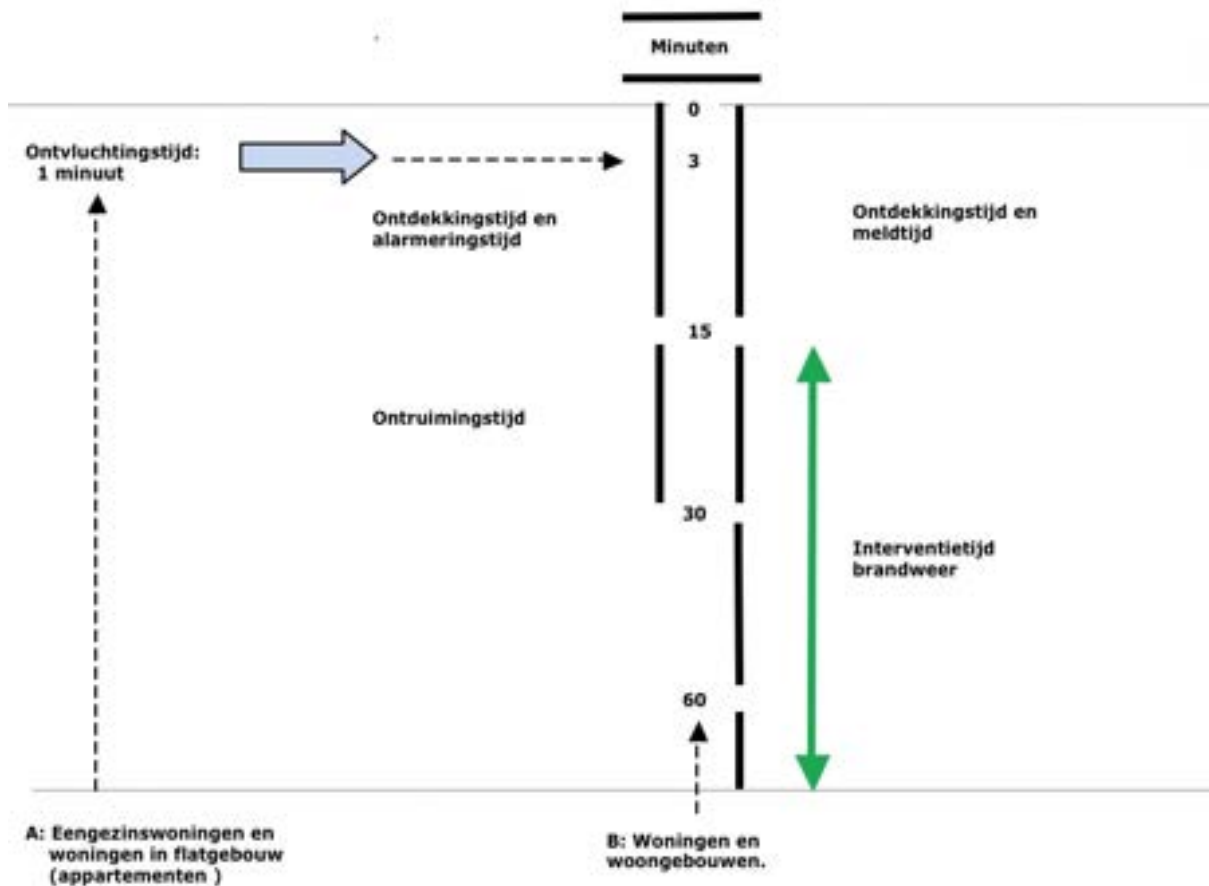 Minuten
0
Ontvluchtingstijd:
1 minuut
3
Ontdekkingstijd en
alarmeringstijd
Ontdekkingstijd en
meldtijd
15
Ontruimingstijd
30
Interventietijd
brandweer
60
A: Eengezinswoningen en
woningen in flatgebouw
(appartementen )
B: Woningen en
woongebouwen.